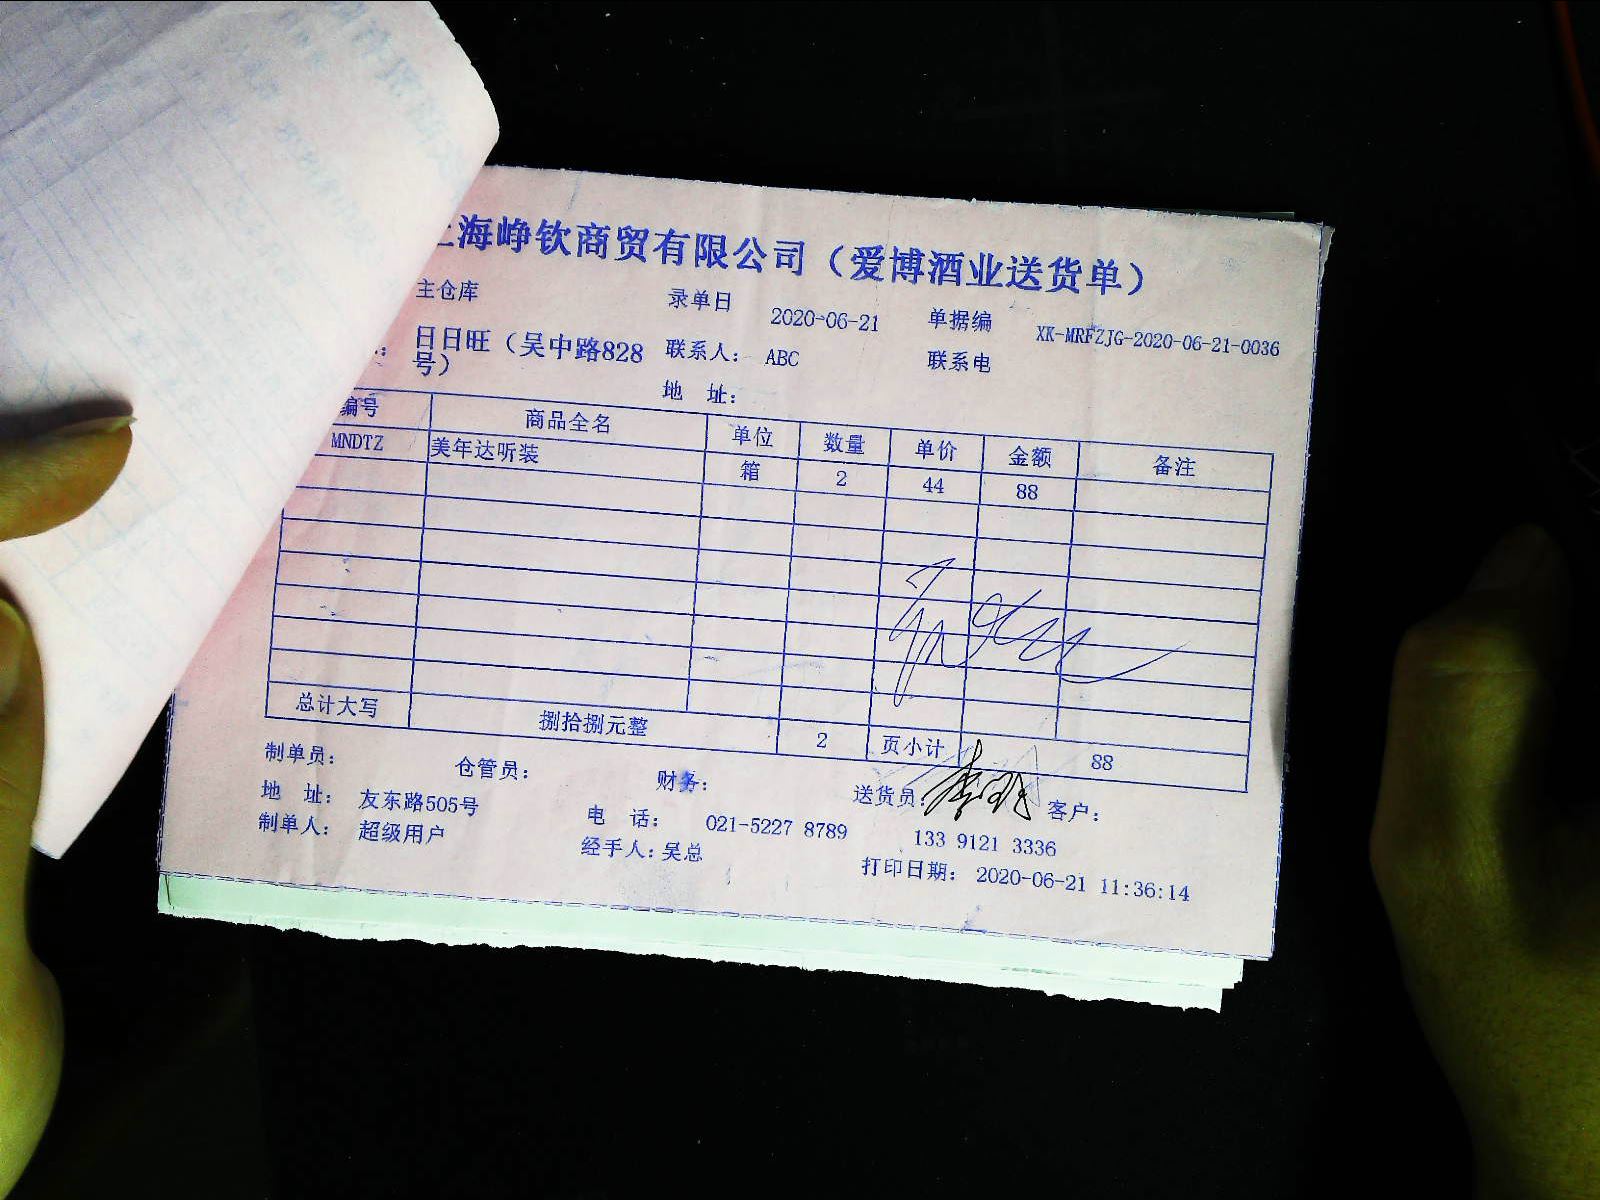 海峥钦商贸有限公司（爱博酒业送货单）
主仓库 录单日 2020-06-21 单据编 XK-MRFZJG-2020-06-21-0036
日日旺（吴中路828号） 联系人： ABC 联系电
地 址：
编号 商品全名 单位 数量 单价 金额 备注
MNDTZ 美年达听装 箱 2 44 88
总计大写 捌拾捌元整 2 页小计 88
制单员： 仓管员： 财务： 送货员： 客户：
地 址： 友东路505号 电 话： 021-5227 8789 133 9121 3336
制单人： 超级用户 经手人：吴总 打印日期： 2020-06-21 11:36:14